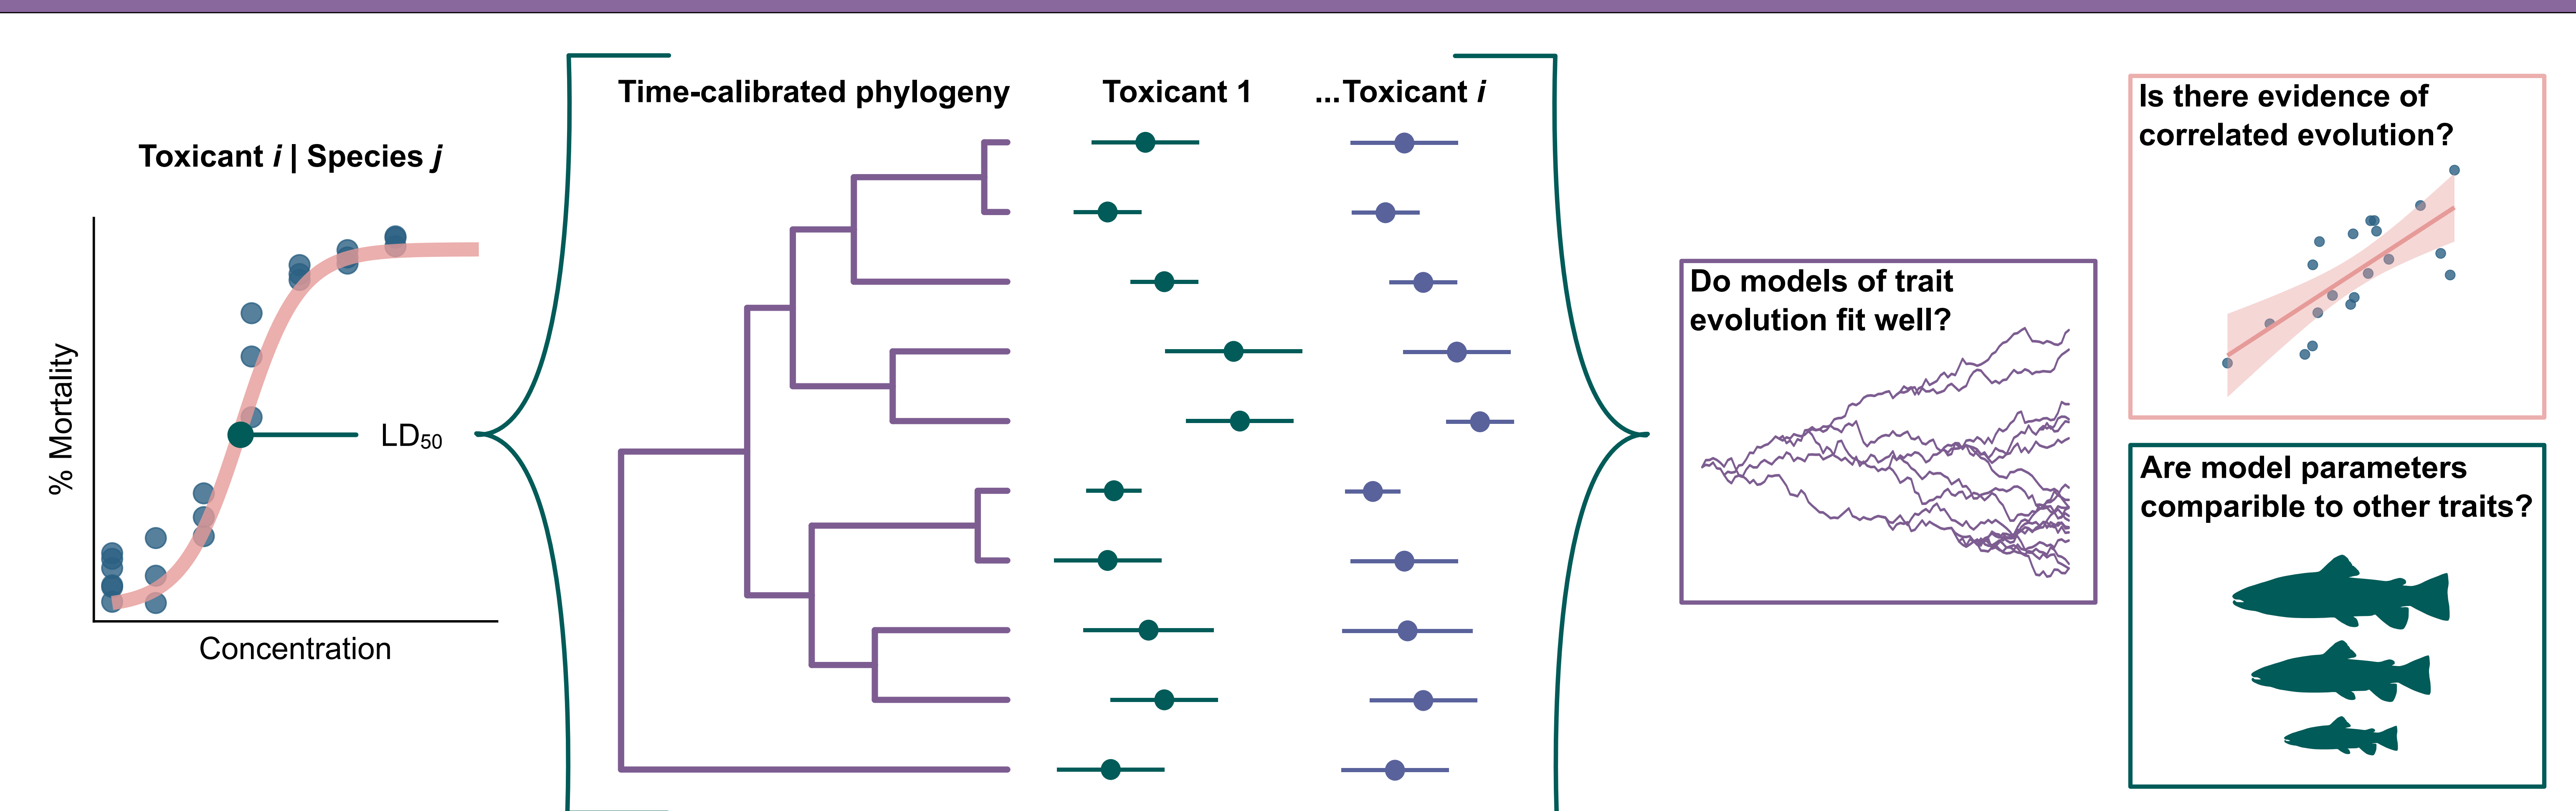 Toxicant i | Species j
% Mortality
LD₅₀
Concentration
Time-calibrated phylogeny
Toxicant 1
...Toxicant i
Do models of trait
evolution fit well?
Is there evidence of
correlated evolution?
Are model parameters
comparible to other traits?